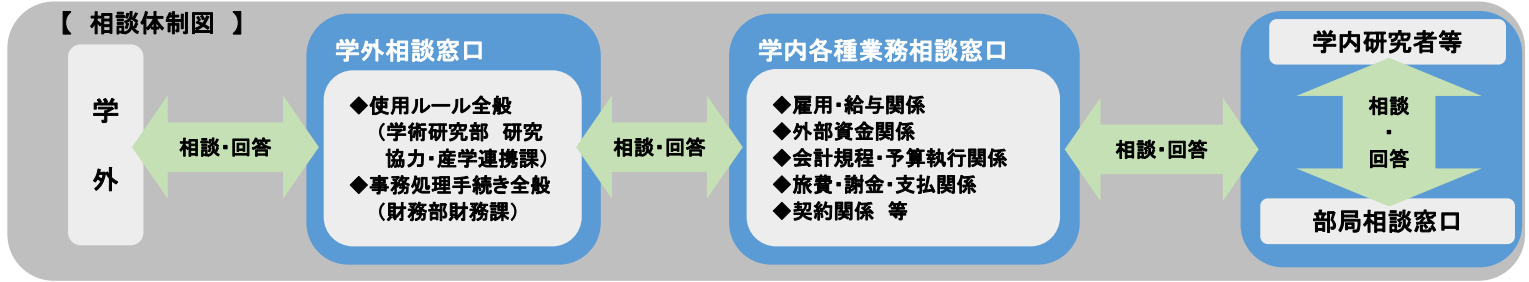 【 相談体制図 】
学
外
相談・回答
学外相談窓口
◆使用ルール全般
（学術研究部 研究
協力・産学連携課）
◆事務処理手続き全般
（財務部財務課）
相談・回答
学内各種業務相談窓口
◆雇用・給与関係
◆外部資金関係
◆会計規程・予算執行関係
◆旅費・謝金・支払関係
◆契約関係 等
相談・回答
学内研究者等
相談
・
回答
部局相談窓口